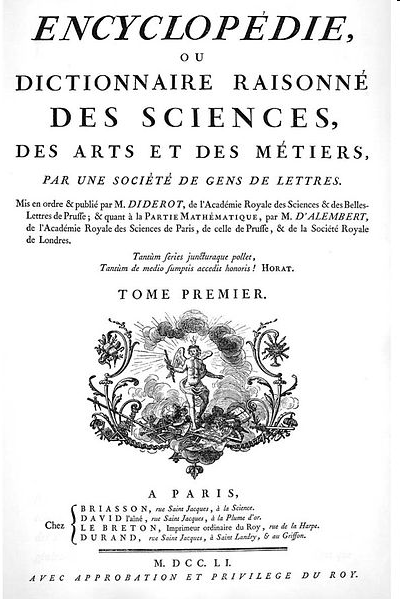 ENCYCLOPÉDIE,
OU
DICTIONNAIRE RAISONNÉ
DES SCIENCES,
DES ARTS ET DES MÉTIERS,
PAR UNE SOCIÉTÉ DE GENS DE LETTRES.
Mis en ordre & publié par M. DIDEROT, de l'Académie Royale des Sciences & des Belles-
Lettres de Pruſſe; & quant à la PARTIE MATHÉMATIQUE, par M. D'ALEMBERT,
de l'Académie Royale des Sciences de Paris, de celle de Pruſſe, & de la Société Royale
de Londres.
Tantùm ſeries juncturaque pollet,
Tantùm de medio ſumptis accedit honoris! HORAT.
TOME PREMIER.
A PARIS,
Chez
BRIASSON, rue Saint Jacques, à la Science.
DAVID l'aîné, rue Saint Jacques, à la Plume d'or.
LE BRETON, Imprimeur ordinaire du Roy, rue de la Harpe.
DURAND, rue Saint Jacques, à Saint Landry, & au Griffon.
M. DCC. LI.
AVEC APPROBATION ET PRIVILEGE DU ROY.